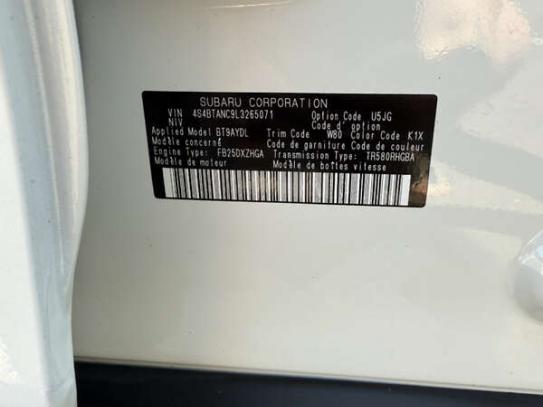 SUBARU CORPORATION
VIN 4S4BTANC9L3265071 Option Code U5JG
NIV Code d' option
Applied Model BT9AYDL Trim Code W80 Color Code K1X
Modèle concerné Code de garniture Code de couleur
Engine Type FB25DXZHGA Transmission Type TR580RHGBA
Modèle de moteur Modèle de boîtes vitesse